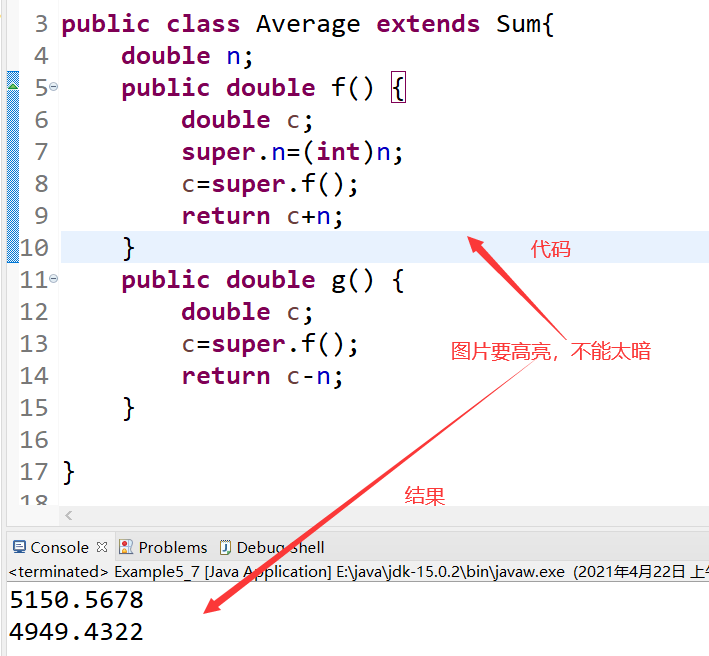 3 public class Average extends Sum{
4 double n;
5 public double f() {
6 double c;
7 super.n=(int)n;
8 c=super.f();
9 return c+n;
10 }
代码
11 public double g() {
12 double c;
13 c=super.f();
图片要高亮，不能太暗
14 return c-n;
15 }
16
17 }
结果
18
Console Problems Debug Shell
<terminated> Example5_7 [Java Application] E:\java\jdk-15.0.2\bin\javaw.exe (2021年4月22日 上
5150.5678
4949.4322